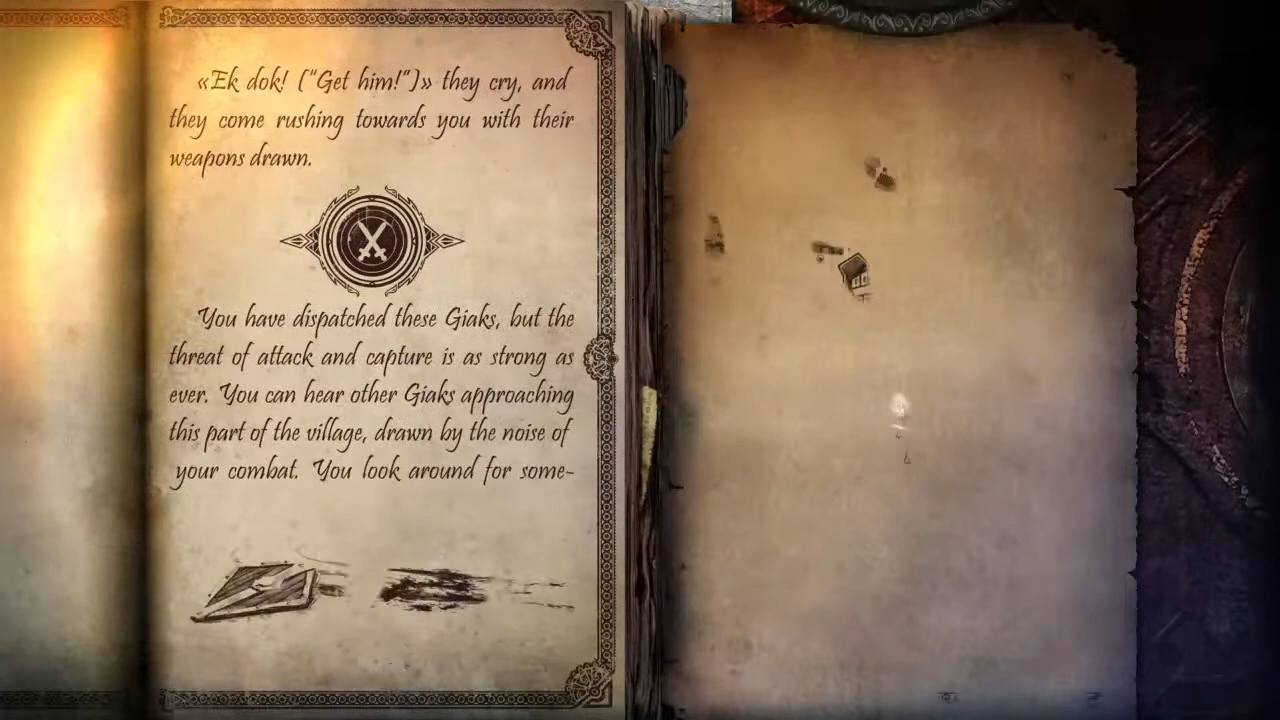 «Ek dok! ("Get him!")» they cry, and
they come rushing towards you with their
weapons drawn.
You have dispatched these Giaks, but the
threat of attack and capture is as strong as
ever. You can hear other Giaks approaching
this part of the village, drawn by the noise of
your combat. You look around for some-